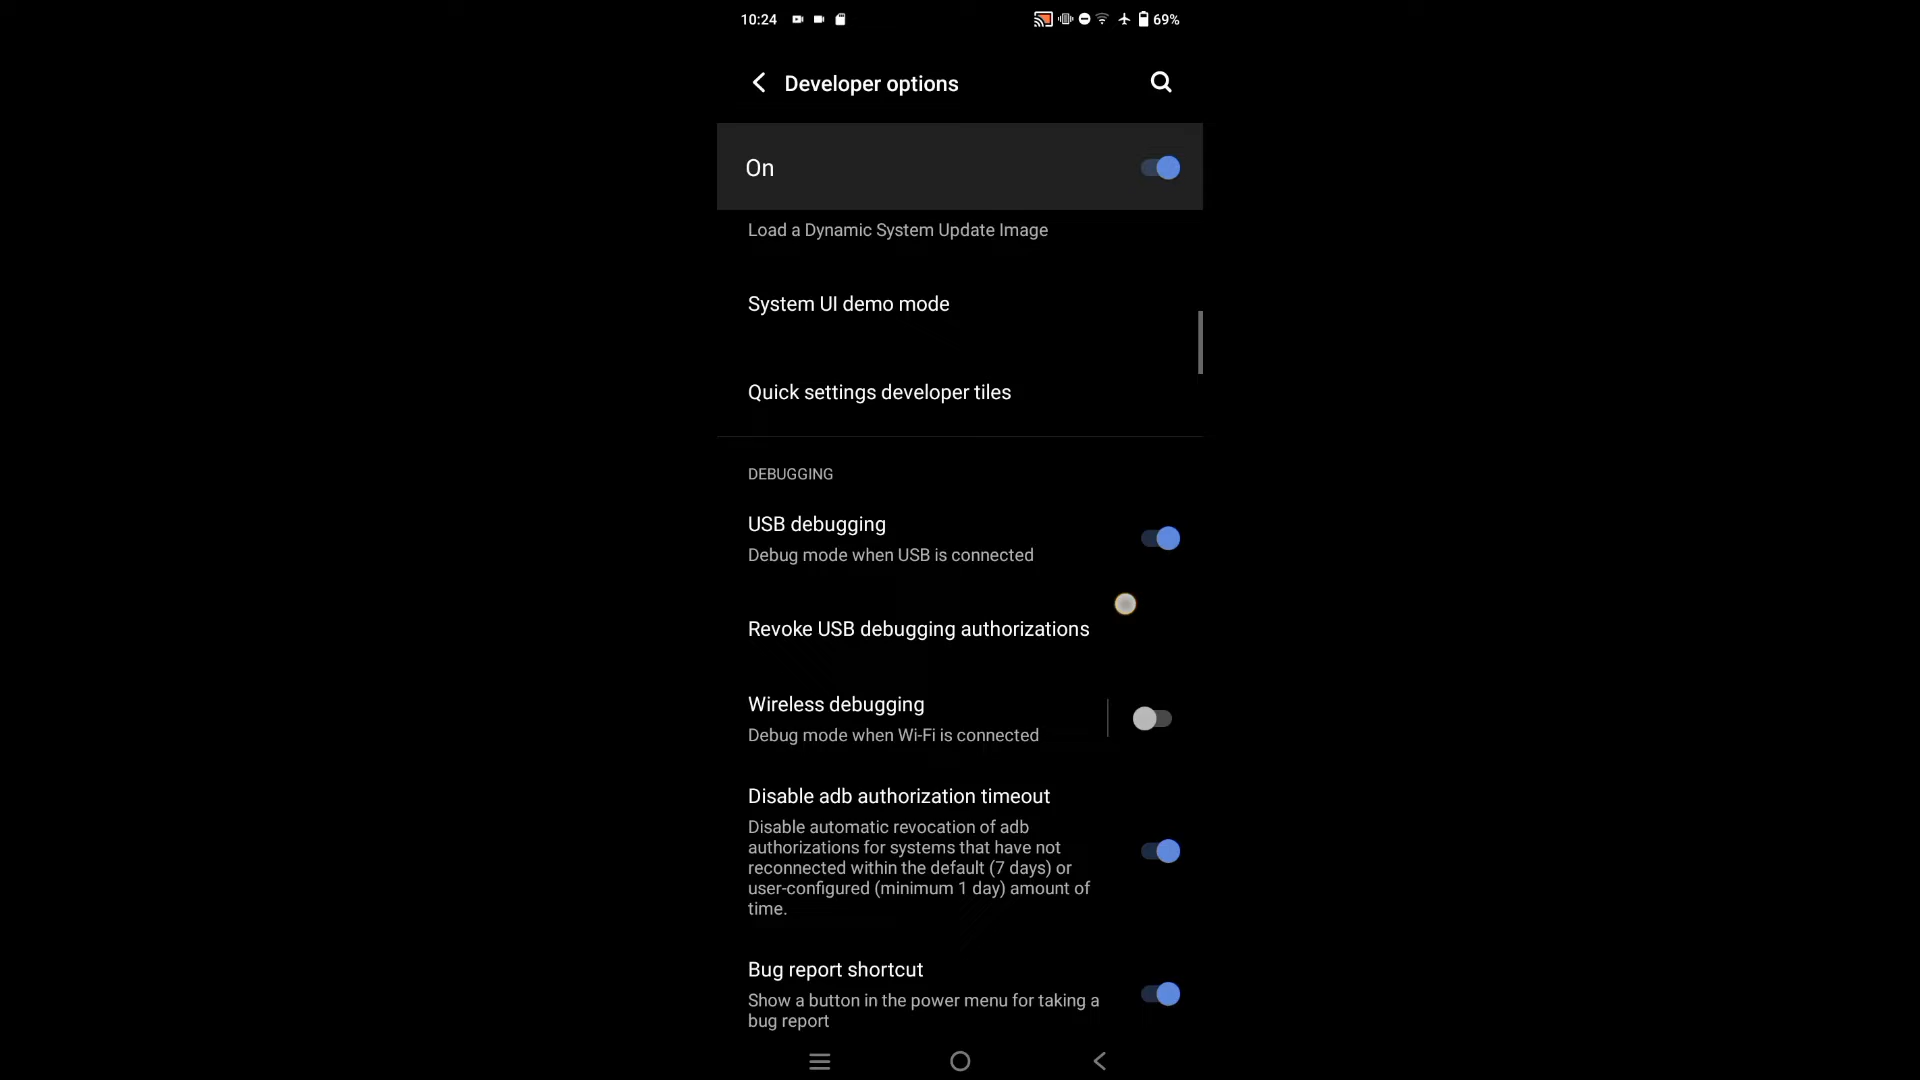 10:24
69%
Developer options
On
Load a Dynamic System Update Image
System UI demo mode
Quick settings developer tiles
DEBUGGING
USB debugging
Debug mode when USB is connected
Revoke USB debugging authorizations
Wireless debugging
Debug mode when Wi-Fi is connected
Disable adb authorization timeout
Disable automatic revocation of adb
authorizations for systems that have not
reconnected within the default (7 days) or
user-configured (minimum 1 day) amount of
time.
Bug report shortcut
Show a button in the power menu for taking a
bug report